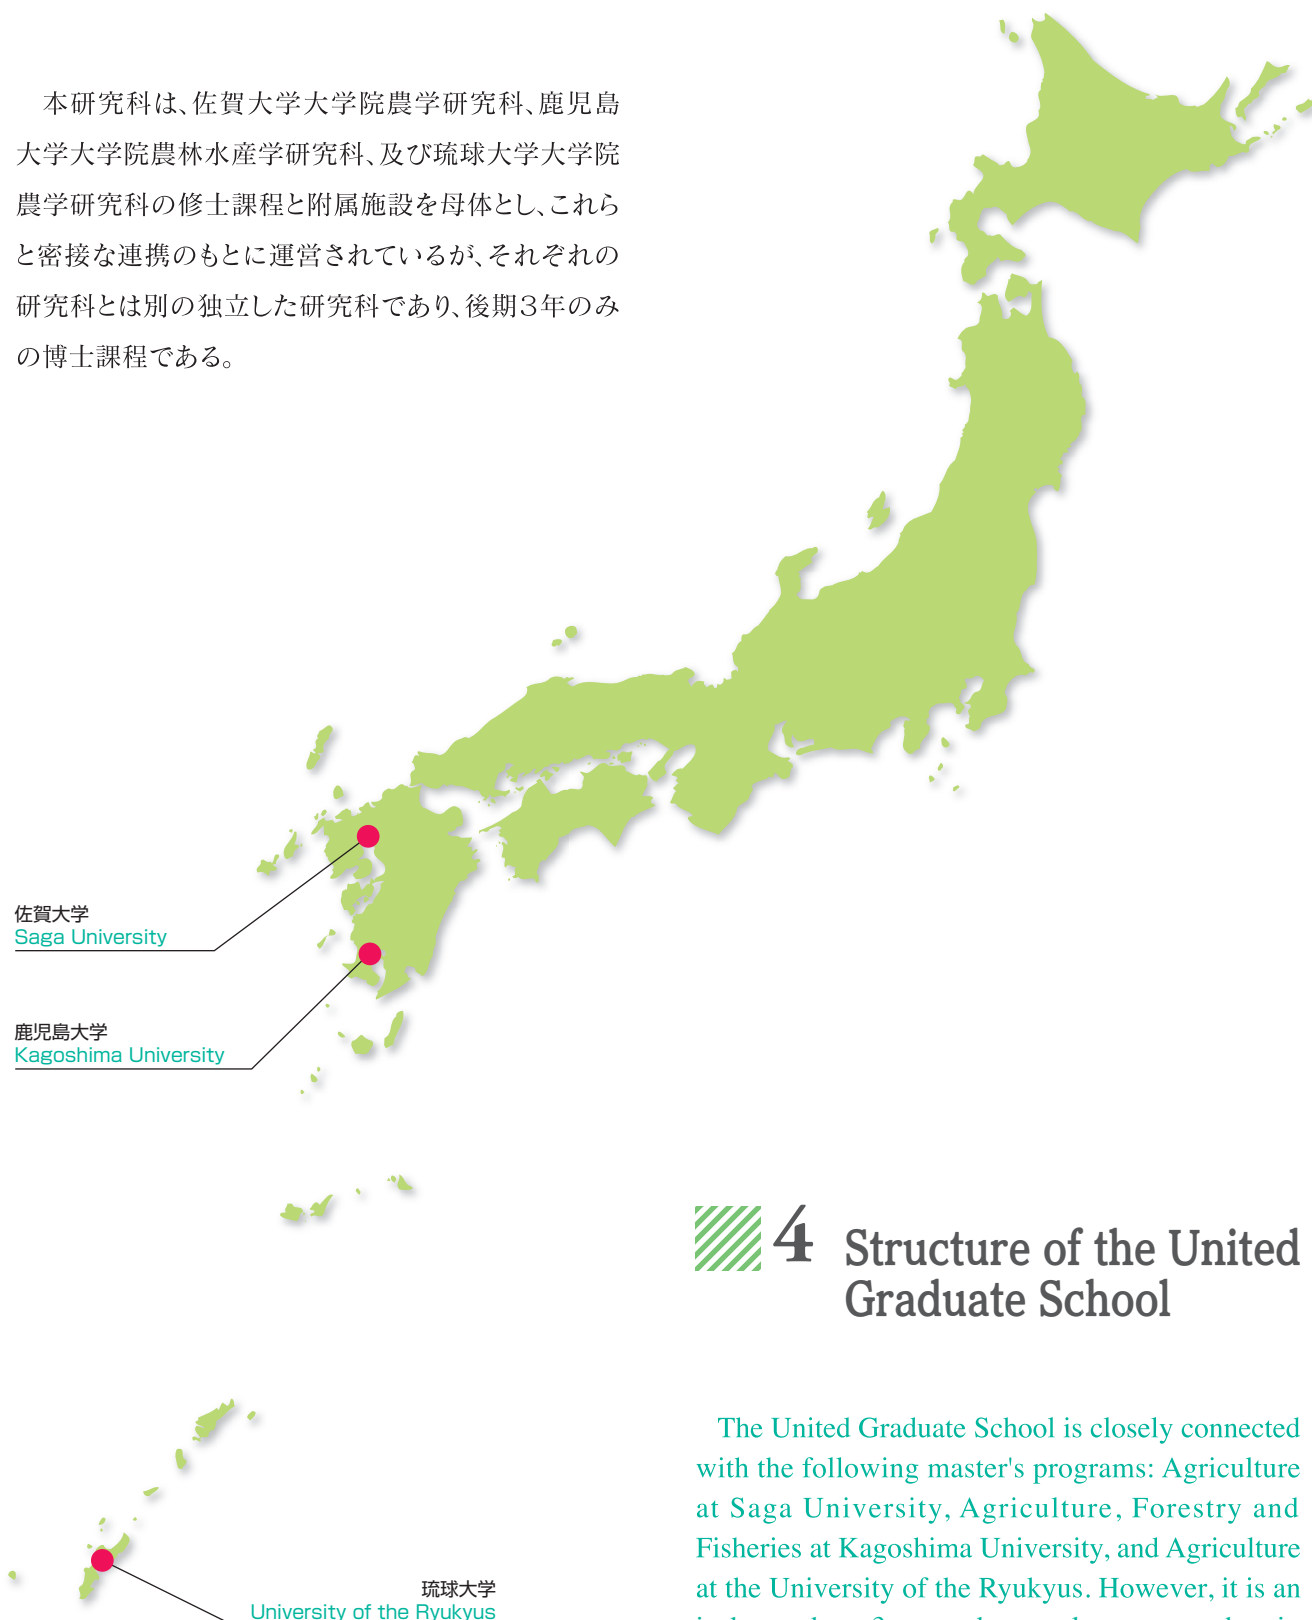 本研究科は、佐賀大学大学院農学研究科、鹿児島
大学大学院農林水産学研究科、及び琉球大学大学院
農学研究科の修士課程と附属施設を母体とし、これら
と密接な連携のもとに運営されているが、それぞれの
研究科とは別の独立した研究科であり、後期3年のみ
の博士課程である。
佐賀大学
Saga University
鹿児島大学
Kagoshima University
4 Structure of the United
Graduate School
The United Graduate School is closely connected
with the following master's programs: Agriculture
at Saga University, Agriculture, Forestry and
Fisheries at Kagoshima University, and Agriculture
at the University of the Ryukyus. However, it is an
琉球大学
University of the Ryukyus